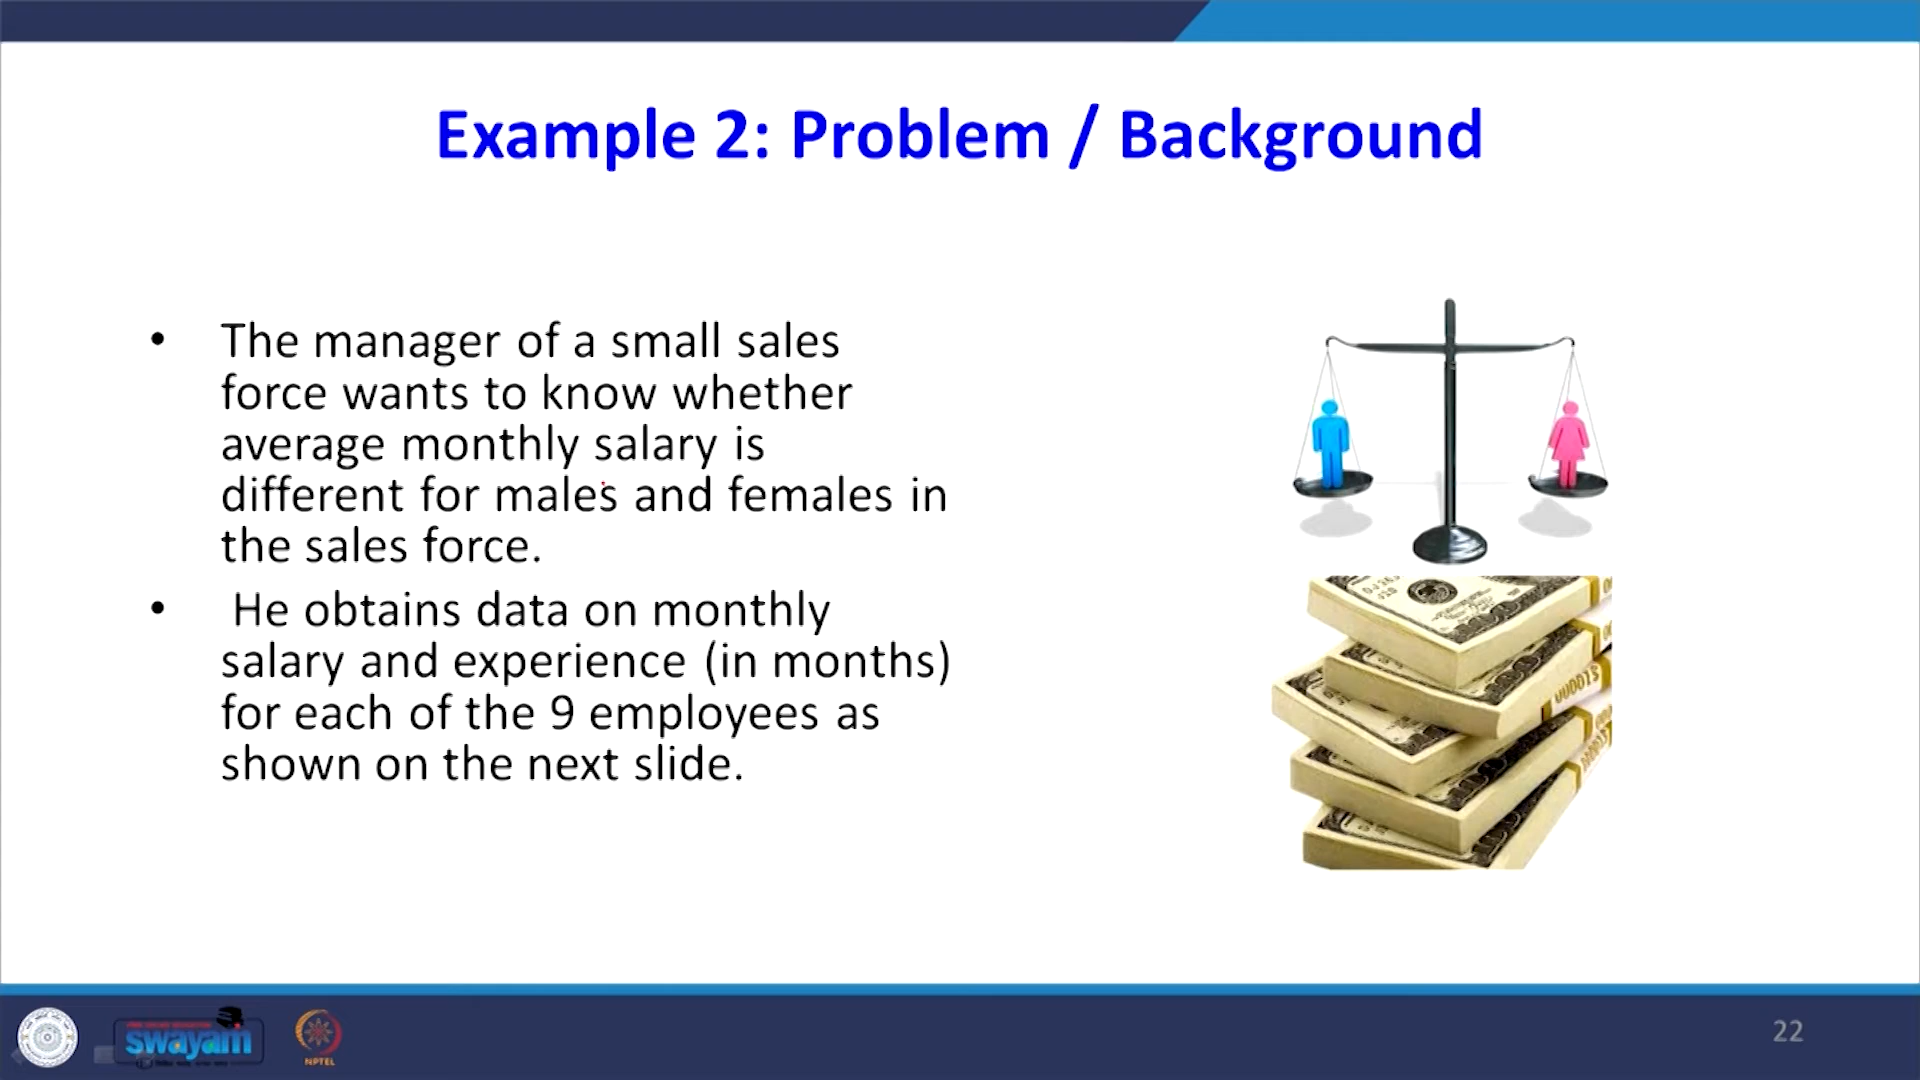 Example 2: Problem / Background
• The manager of a small sales
force wants to know whether
average monthly salary is
different for males and females in
the sales force.
• He obtains data on monthly
salary and experience (in months)
for each of the 9 employees as
shown on the next slide.
swayam
NPTEL
22